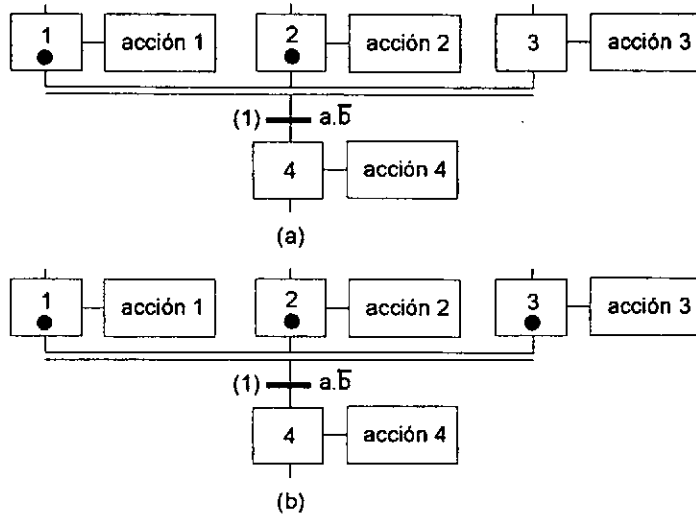 1 acción 1 2 acción 2 3 acción 3
(1) a.b̅
4 acción 4
(a)
1 acción 1 2 acción 2 3 acción 3
(1) a.b̅
4 acción 4
(b)